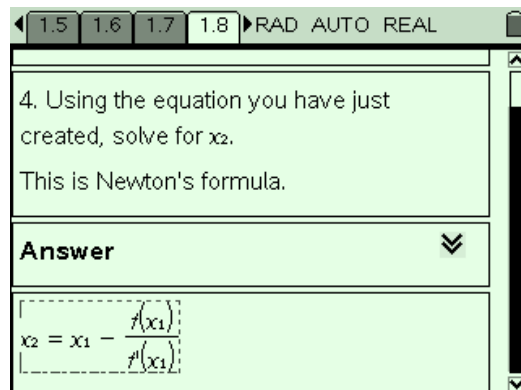 1.5 1.6 1.7 1.8 RAD AUTO REAL
4. Using the equation you have just
created, solve for x₂.
This is Newton's formula.
Answer
x₂ = x₁ - f(x₁)/f'(x₁)